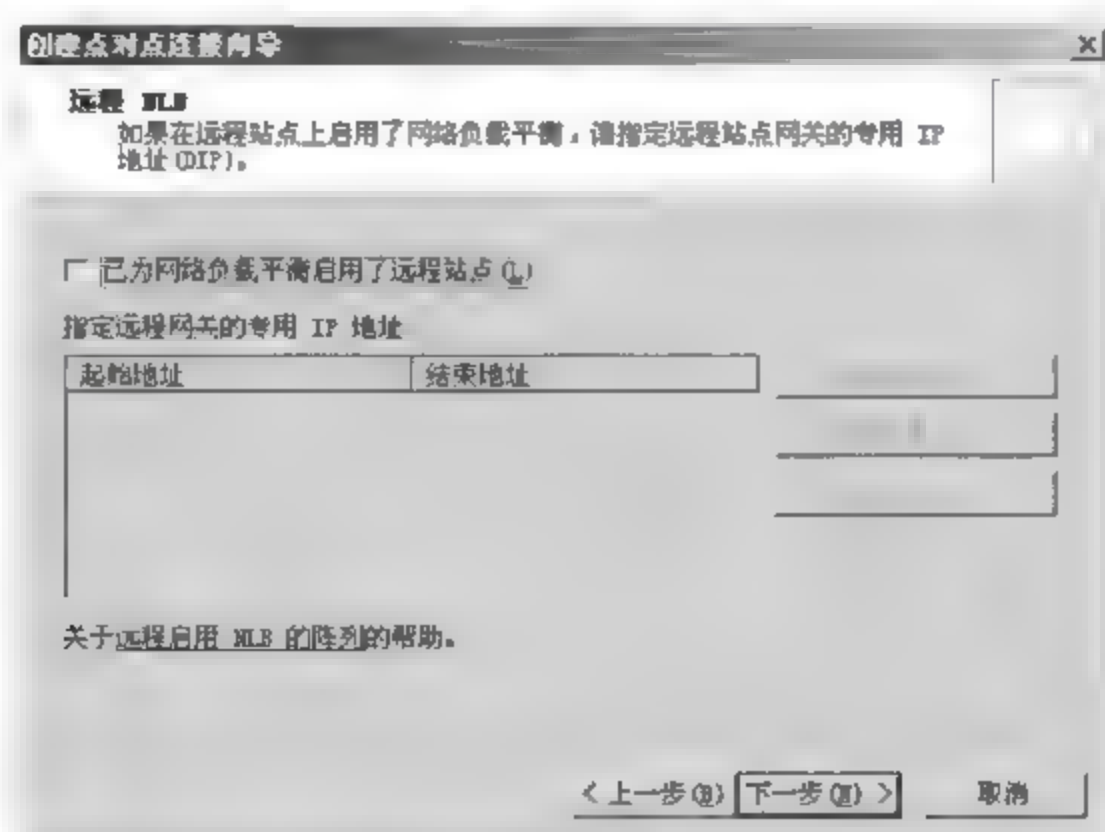 创建点对点连接向导
远程 NLB
如果在远程站点上启用了网络负载平衡，请指定远程站点网关的专用 IP
地址(DIP)。
已为网络负载平衡启用了远程站点(L)
指定远程网关的专用 IP 地址
起始地址 结束地址
关于远程启用 NLB 的阵列的帮助。
< 上一步(B) 下一步(N) > 取消